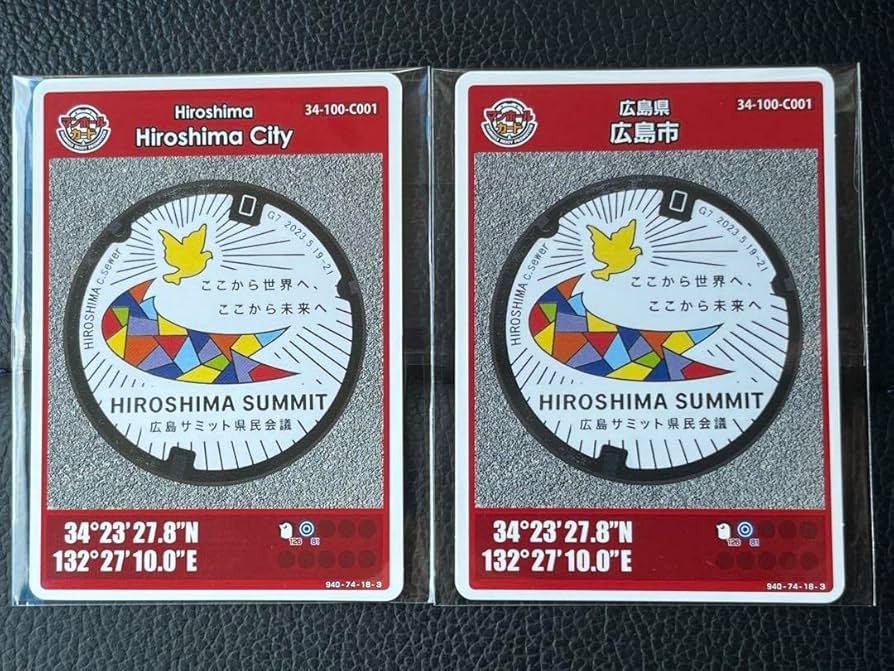 マンホール
カード
Hiroshima
Hiroshima City
34-100-C001
G7 2023 5.19-21
HIROSHIMA c.sewer
ここから世界へ、
ここから未来へ
HIROSHIMA SUMMIT
広島サミット県民会議
34°23'27.8"N
132°27'10.0"E
126
81
940-74-18-3
マンホール
カード
広島県
広島市
34-100-C001
G7 2023 5.19-21
HIROSHIMA c.sewer
ここから世界へ、
ここから未来へ
HIROSHIMA SUMMIT
広島サミット県民会議
34°23'27.8"N
132°27'10.0"E
126
81
940-74-18-3